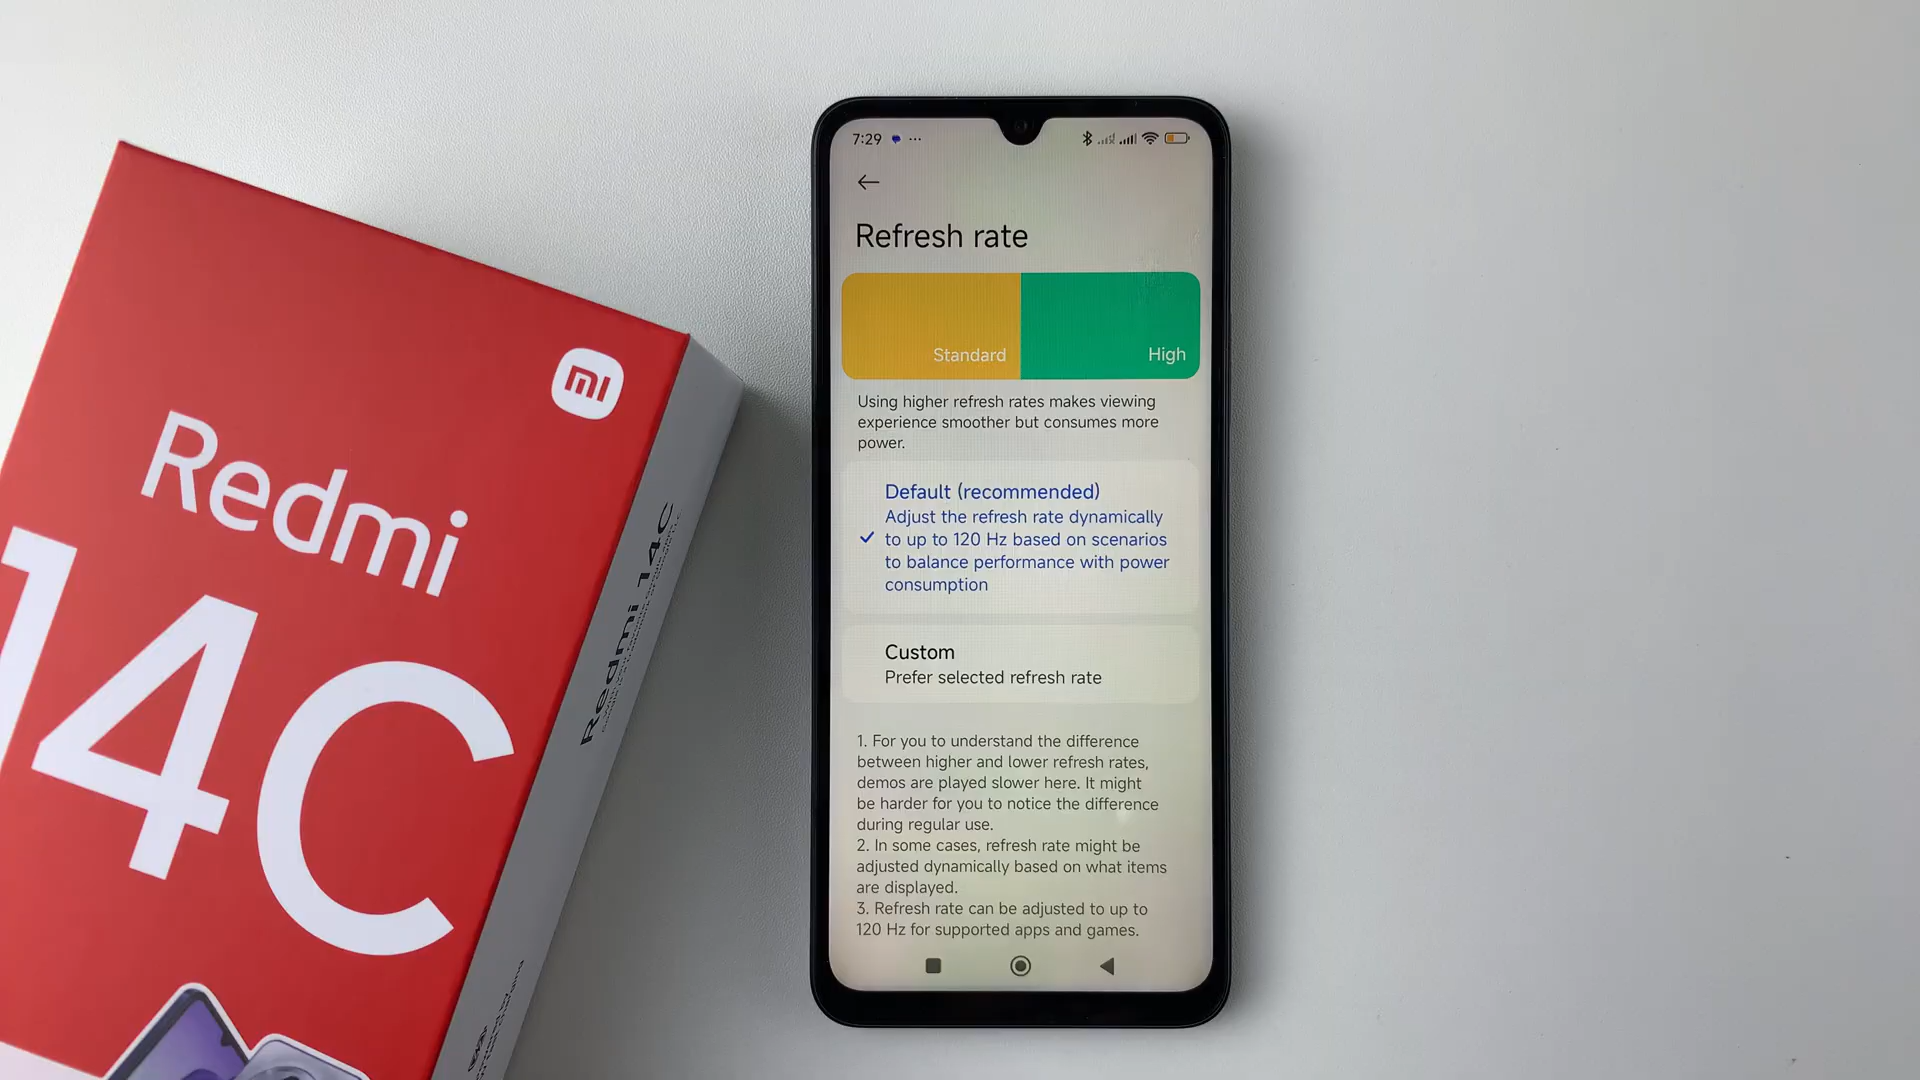 Redmi
14C
Redmi 14C
7:29
Refresh rate
Standard
High
Using higher refresh rates makes viewing
experience smoother but consumes more
power.
Default (recommended)
Adjust the refresh rate dynamically
to up to 120 Hz based on scenarios
to balance performance with power
consumption
Custom
Prefer selected refresh rate
1. For you to understand the difference
between higher and lower refresh rates,
demos are played slower here. It might
be harder for you to notice the difference
during regular use.
2. In some cases, refresh rate might be
adjusted dynamically based on what items
are displayed.
3. Refresh rate can be adjusted to up to
120 Hz for supported apps and games.